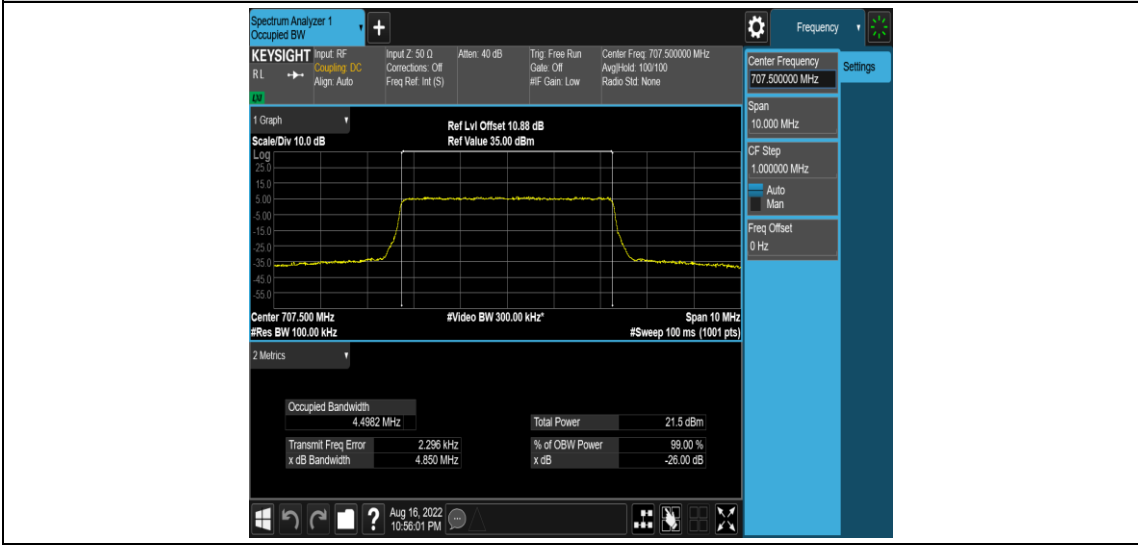 Spectrum Analyzer 1
Occupied BW
+
Frequency
KEYSIGHT
R L
LXI
Input: RF
Coupling: DC
Align: Auto
Input Z: 50 Ω
Corrections: Off
Freq Ref: Int (S)
Atten: 40 dB
Trig: Free Run
Gate: Off
#IF Gain: Low
Center Freq: 707.500000 MHz
Avg|Hold: 100/100
Radio Std: None
Center Frequency
707.500000 MHz
Settings
Span
10.000 MHz
CF Step
1.000000 MHz
Auto
Man
Freq Offset
0 Hz
1 Graph
Scale/Div 10.0 dB
Ref Lvl Offset 10.88 dB
Ref Value 35.00 dBm
Log
25.0
15.0
5.00
-5.00
-15.0
-25.0
-35.0
-45.0
-55.0
Center 707.500 MHz
#Video BW 300.00 kHz*
Span 10 MHz
#Res BW 100.00 kHz
#Sweep 100 ms (1001 pts)
2 Metrics
Occupied Bandwidth
4.4982 MHz
Total Power 21.5 dBm
Transmit Freq Error 2.296 kHz
% of OBW Power 99.00 %
x dB Bandwidth 4.850 MHz
x dB -26.00 dB
?
Aug 16, 2022
10:56:01 PM